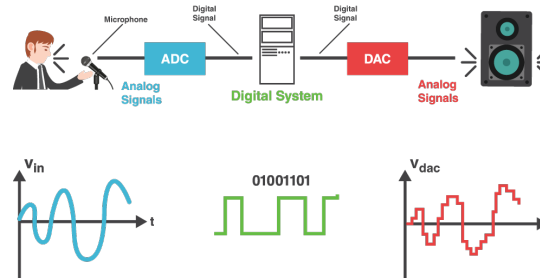 Microphone
Digital
Signal
Digital
Signal
ADC
DAC
Analog
Signals
Digital System
Analog
Signals
Vin
t
01001101
Vdac